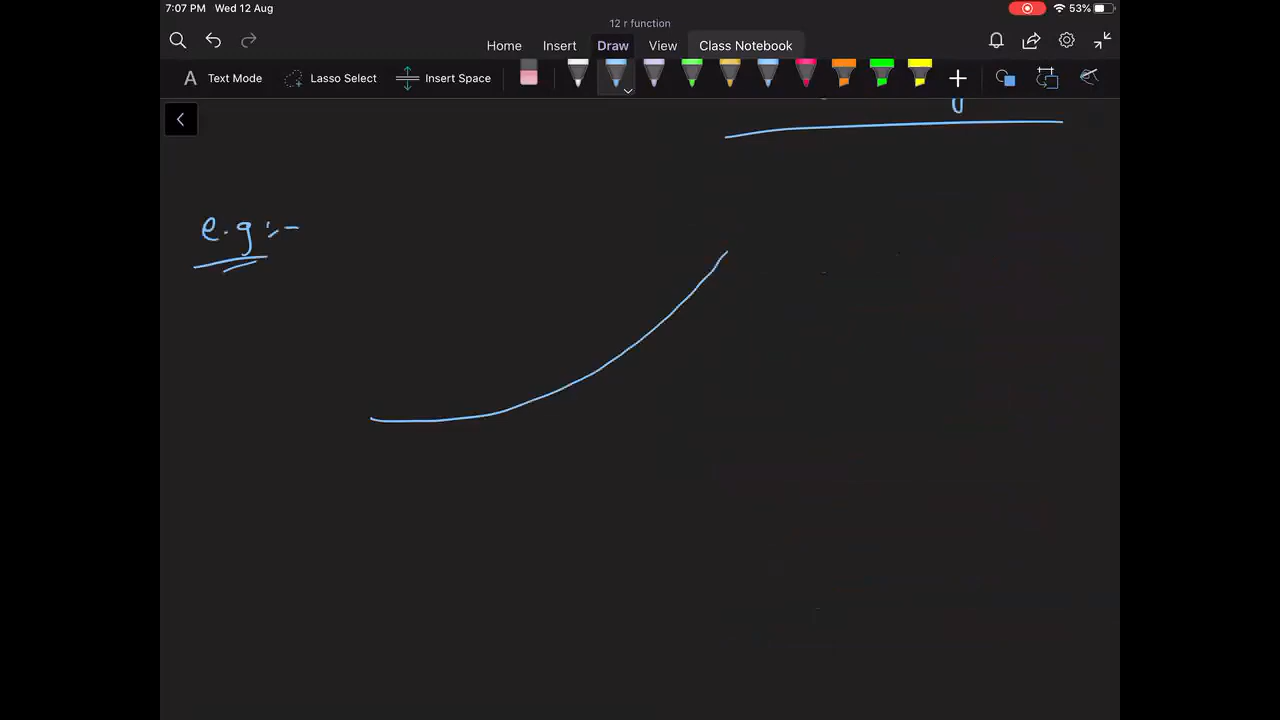 7:07 PM Wed 12 Aug
53%
12 r function
Home Insert Draw View Class Notebook
A Text Mode Lasso Select Insert Space
e.g :-